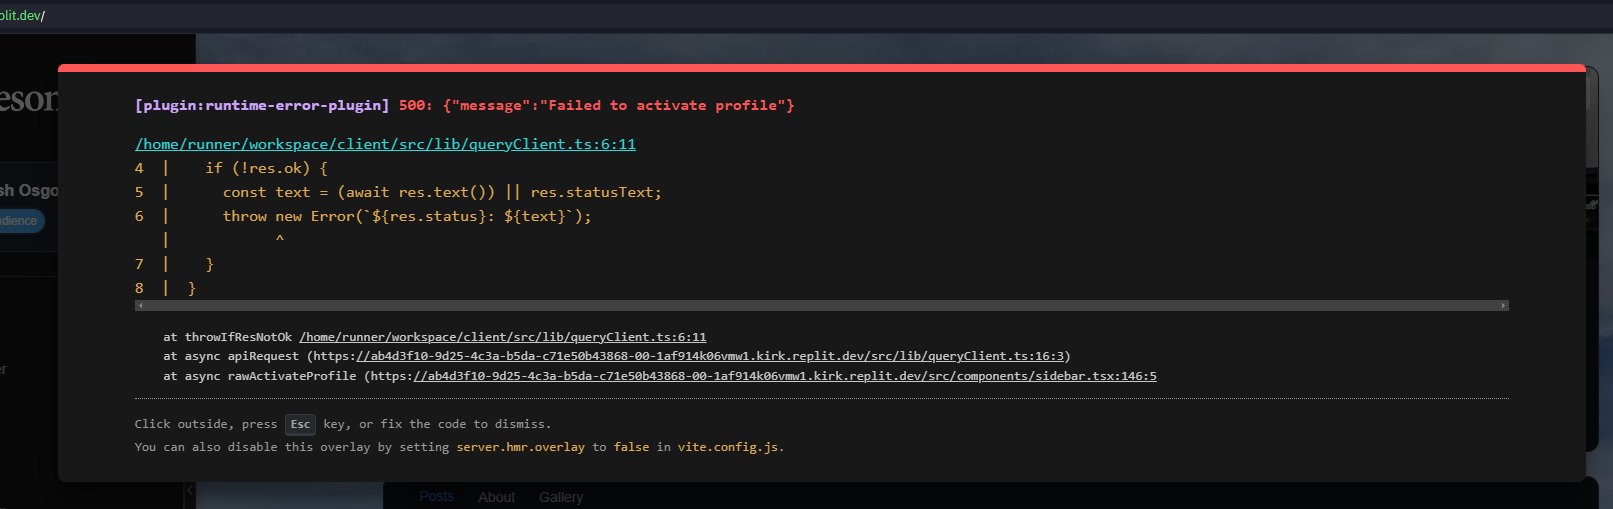 plit.dev/
eson
[plugin:runtime-error-plugin] 500: {"message":"Failed to activate profile"}
/home/runner/workspace/client/src/lib/queryClient.ts:6:11
4 |    if (!res.ok) {
5 |      const text = (await res.text()) || res.statusText;
6 |      throw new Error(`${res.status}: ${text}`);
  |            ^
7 |    }
8 |  }
sh Osgo
udience
at throwIfResNotOk /home/runner/workspace/client/src/lib/queryClient.ts:6:11
at async apiRequest (https://ab4d3f10-9d25-4c3a-b5da-c71e50b43868-00-1af914k06vmw1.kirk.replit.dev/src/lib/queryClient.ts:16:3)
at async rawActivateProfile (https://ab4d3f10-9d25-4c3a-b5da-c71e50b43868-00-1af914k06vmw1.kirk.replit.dev/src/components/sidebar.tsx:146:5
er
Click outside, press Esc key, or fix the code to dismiss.
You can also disable this overlay by setting server.hmr.overlay to false in vite.config.js.
Posts About Gallery